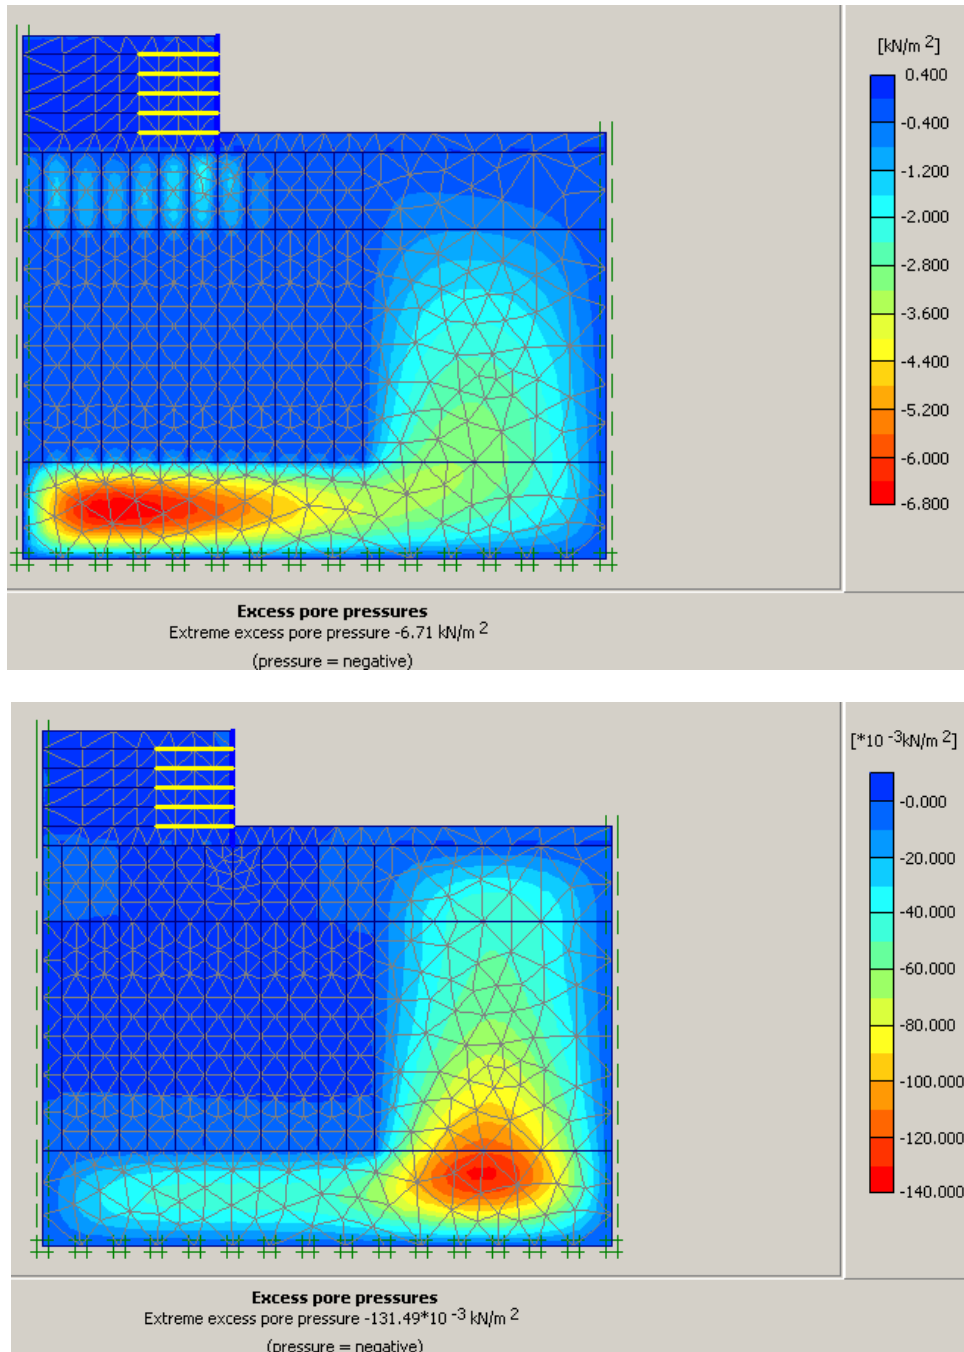 [kN/m 2]
0.400
-0.400
-1.200
-2.000
-2.800
-3.600
-4.400
-5.200
-6.000
-6.800
Excess pore pressures
Extreme excess pore pressure -6.71 kN/m 2
(pressure = negative)
[*10 -3kN/m 2]
-0.000
-20.000
-40.000
-60.000
-80.000
-100.000
-120.000
-140.000
Excess pore pressures
Extreme excess pore pressure -131.49*10 -3 kN/m 2
(pressure = negative)